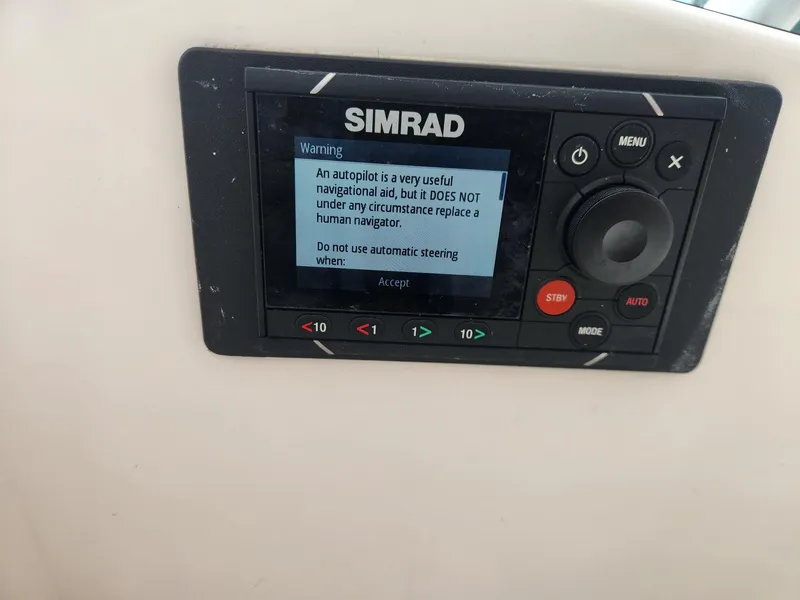 SIMRAD
Warning
An autopilot is a very useful
navigational aid, but it DOES NOT
under any circumstance replace a
human navigator.
Do not use automatic steering
when:
Accept
MENU
X
STBY
AUTO
MODE
<10
<1
1>
10>